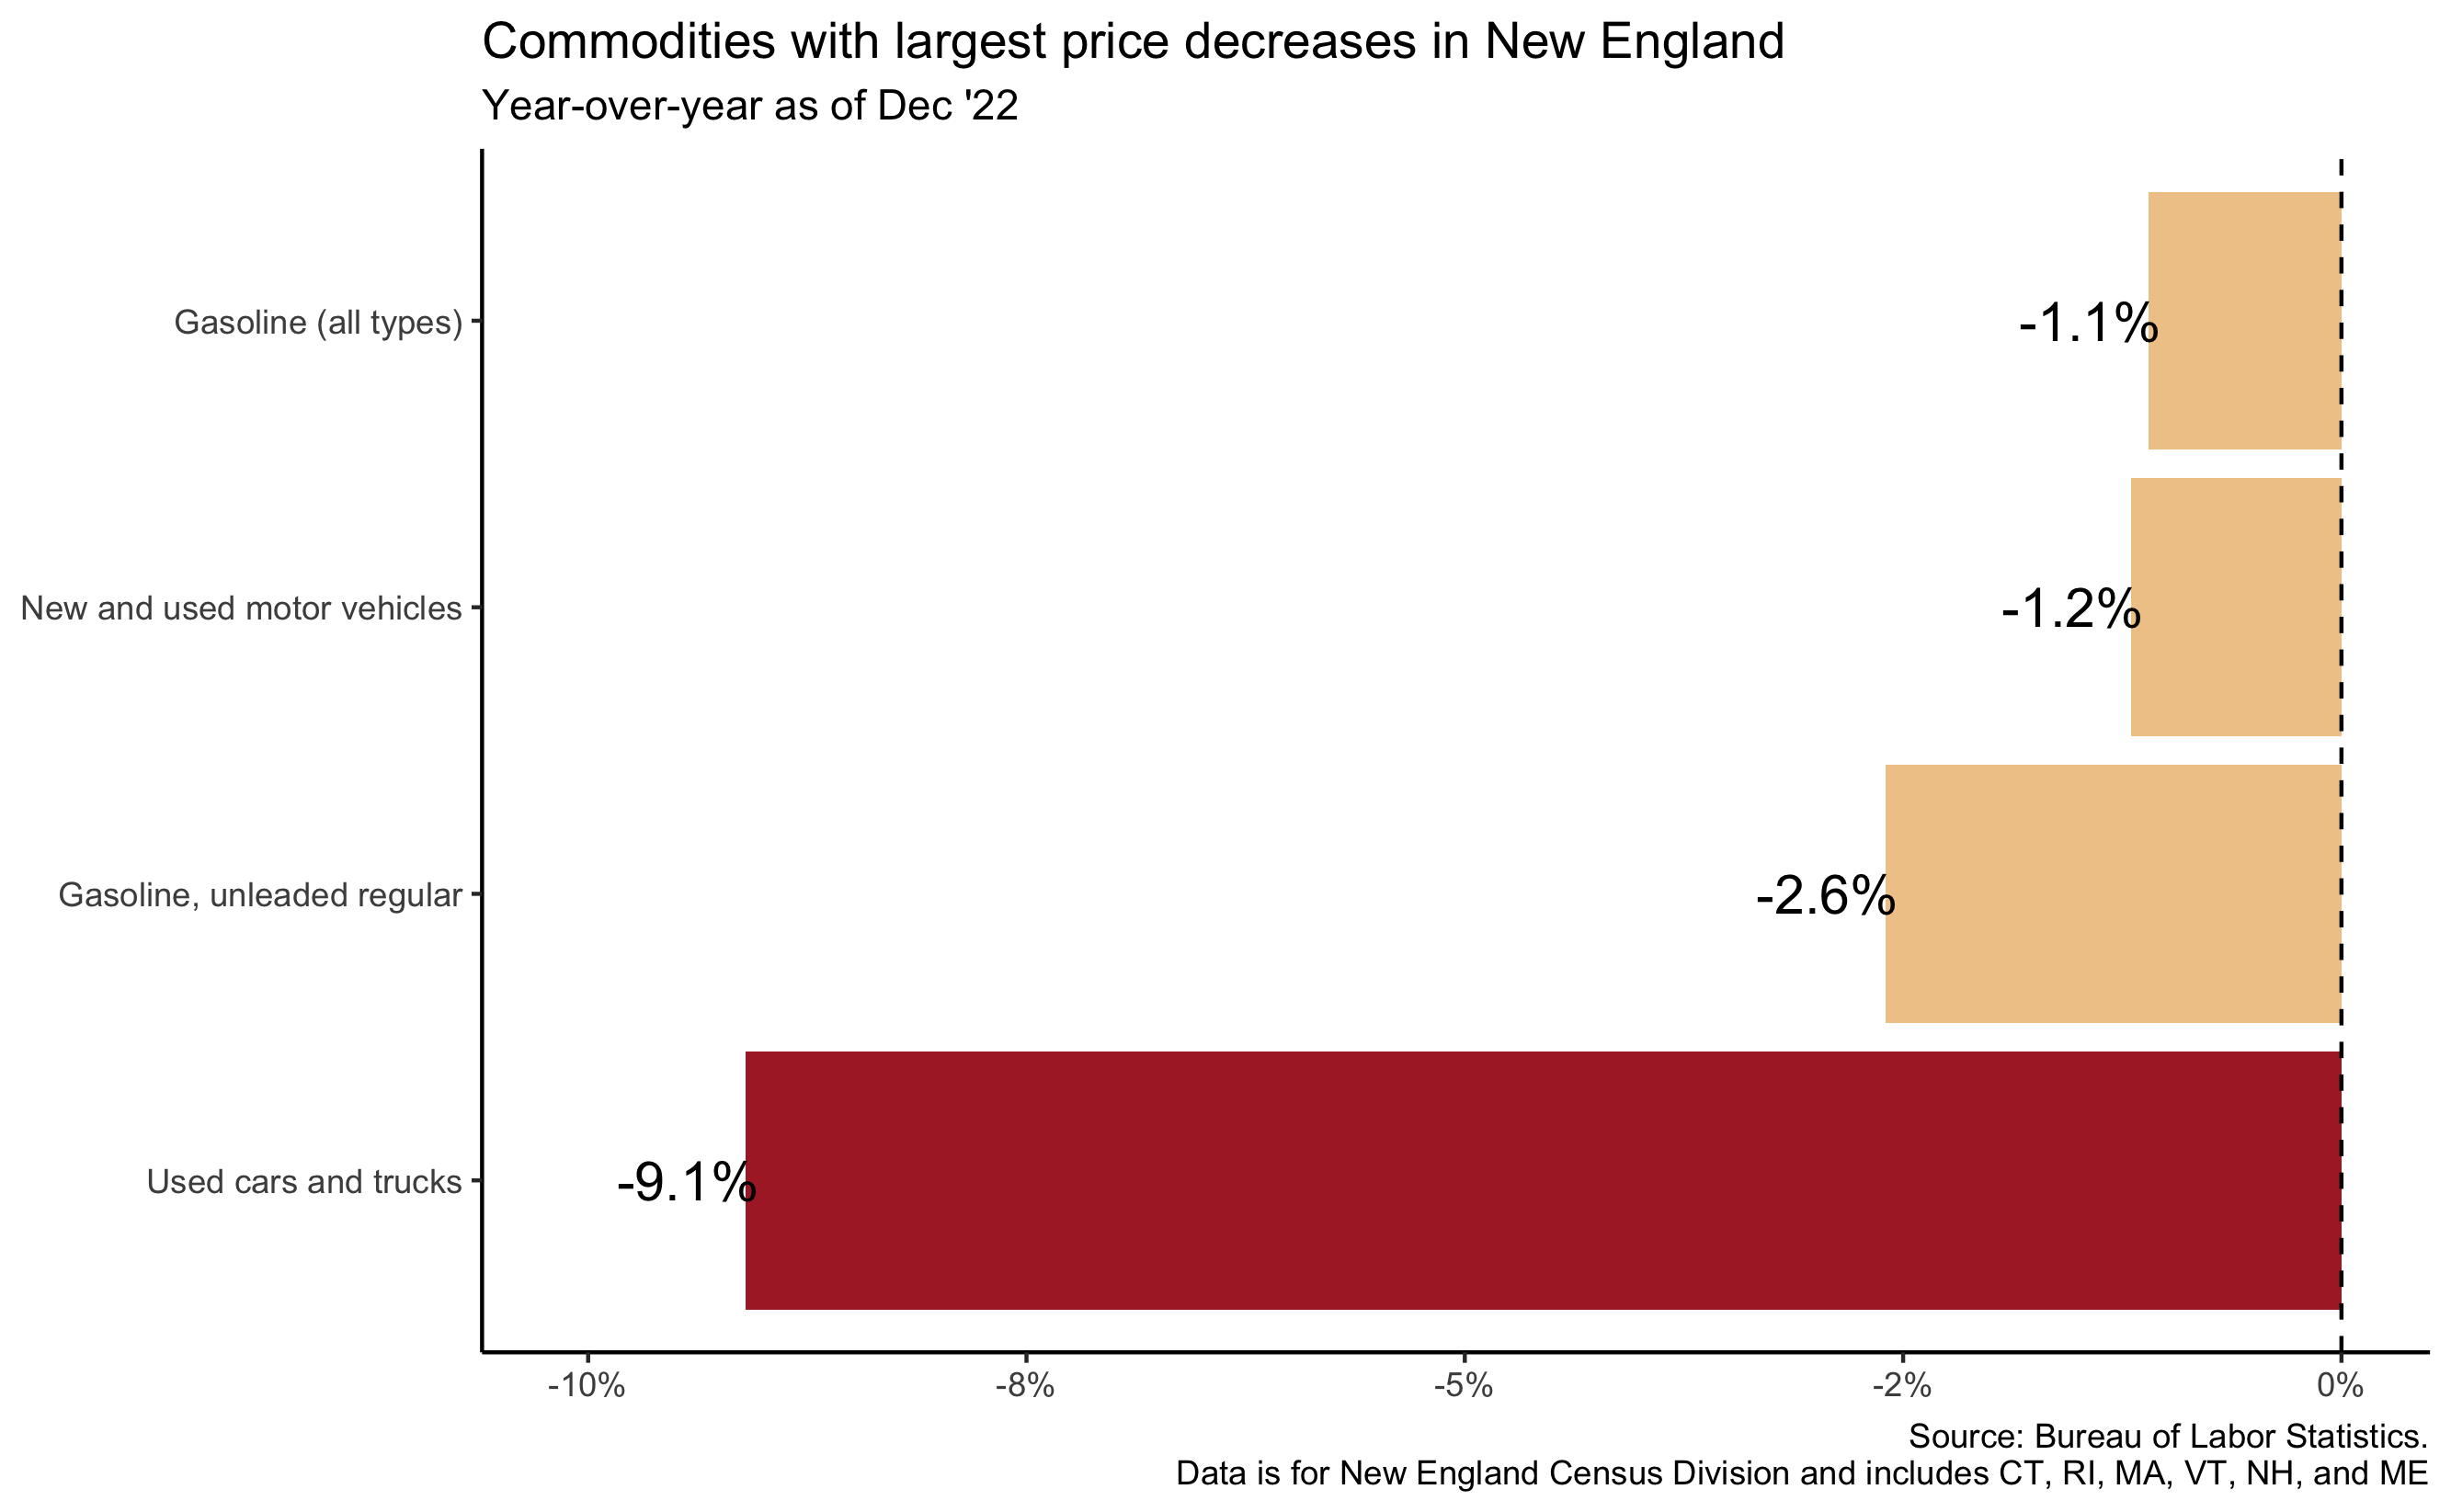 Commodities with largest price decreases in New England
Year-over-year as of Dec '22
Gasoline (all types)
-1.1%
New and used motor vehicles
-1.2%
Gasoline, unleaded regular
-2.6%
Used cars and trucks
-9.1%
-10%
-8%
-5%
-2%
0%
Source: Bureau of Labor Statistics.
Data is for New England Census Division and includes CT, RI, MA, VT, NH, and ME